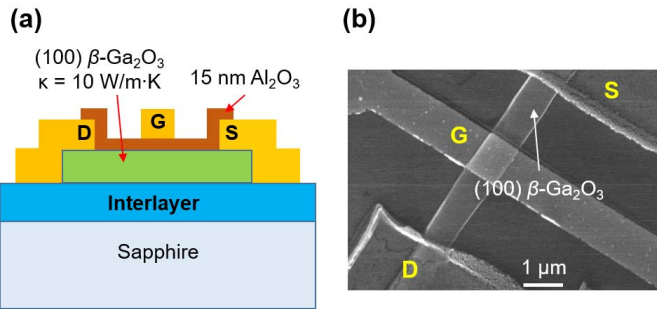 (a)
(100) β-Ga2O3
κ = 10 W/m·K
15 nm Al2O3
D
G
S
Interlayer
Sapphire
(b)
S
G
(100) β-Ga2O3
D
1 μm